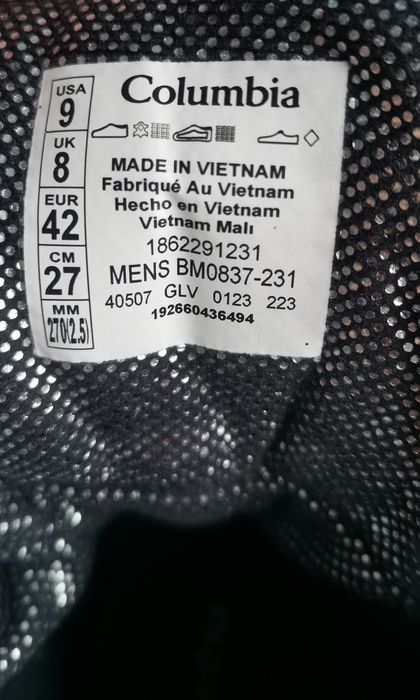 Columbia
USA
9
UK
8
EUR
42
CM
27
MM
270(2.5)
MADE IN VIETNAM
Fabriqué Au Vietnam
Hecho en Vietnam
Vietnam Malı
1862291231
MENS BM0837-231
40507 GLV 0123 223
192660436494